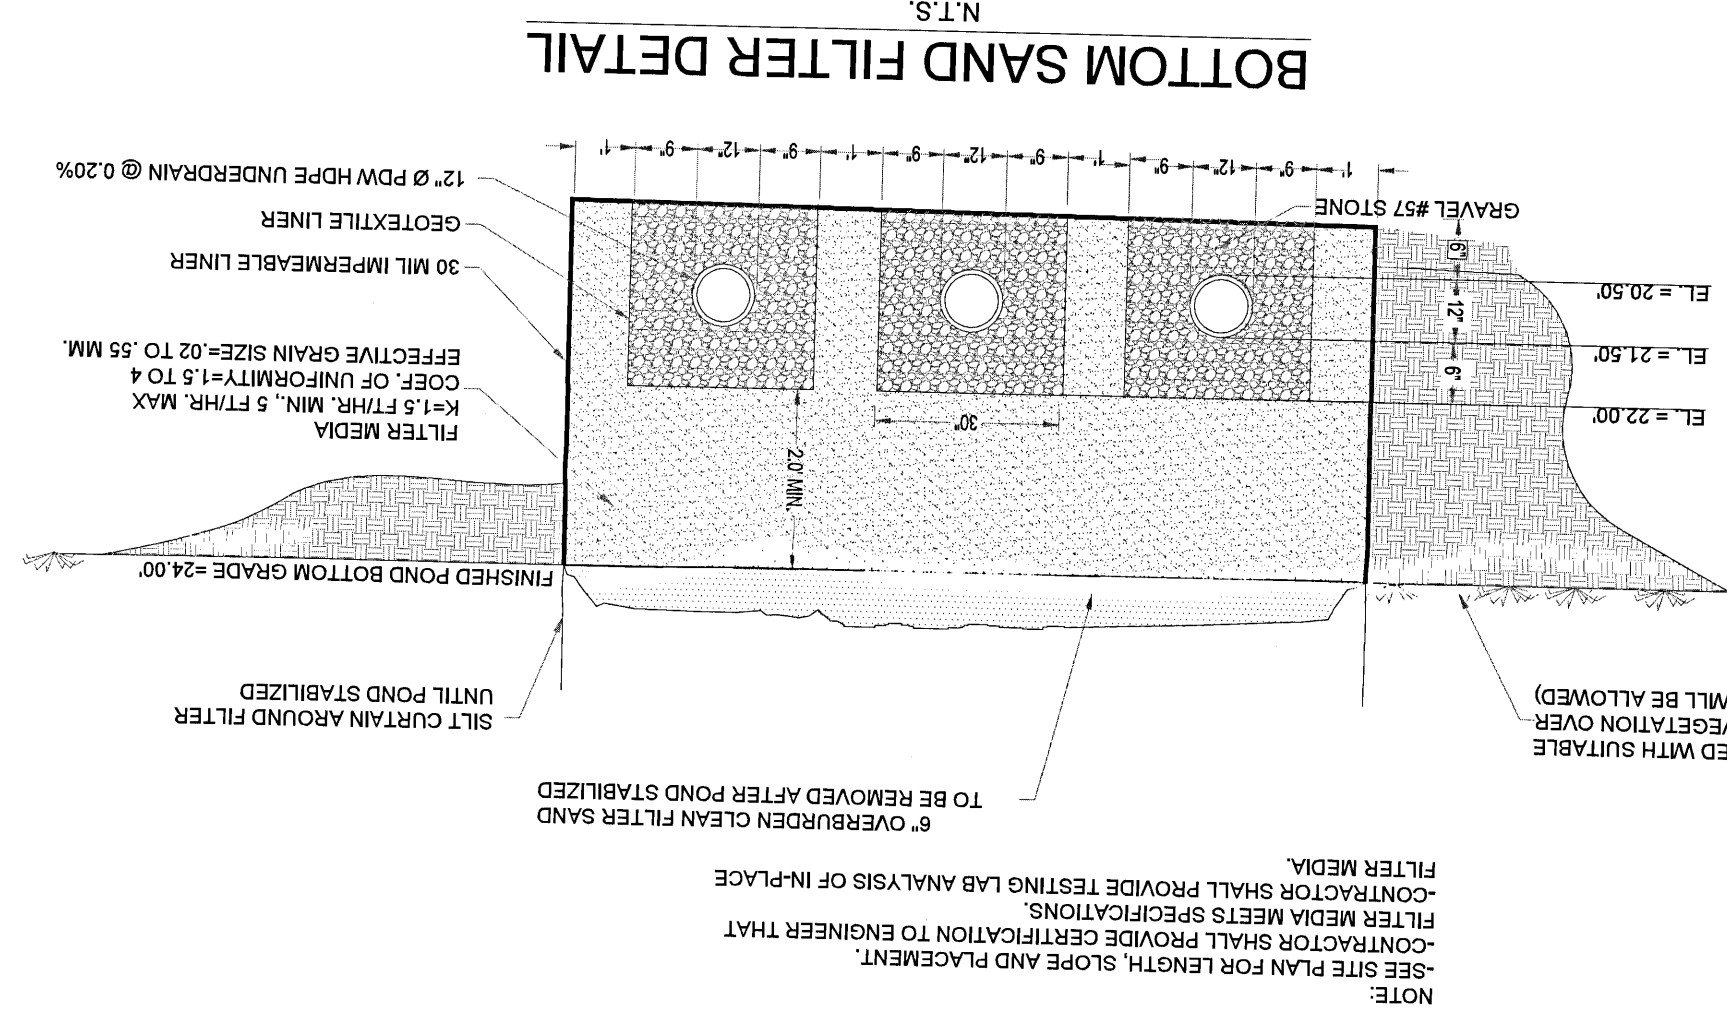 NOTE:
-SEE SITE PLAN FOR LENGTH, SLOPE AND PLACEMENT.
-CONTRACTOR SHALL PROVIDE CERTIFICATION TO ENGINEER THAT
FILTER MEDIA MEETS SPECIFICATIONS.
-CONTRACTOR SHALL PROVIDE TESTING LAB ANALYSIS OF IN-PLACE
FILTER MEDIA.
6" OVERBURDEN CLEAN FILTER SAND
TO BE REMOVED AFTER POND STABILIZED
ED WITH SUITABLE
VEGETATION OVER
WILL BE ALLOWED)
SILT CURTAIN AROUND FILTER
UNTIL POND STABILIZED
FINISHED POND BOTTOM GRADE =24.00'
2.0' MIN.
FILTER MEDIA
K=1.5 FT/HR. MIN., 5 FT/HR. MAX
COEF. OF UNIFORMITY=1.5 TO 4
EFFECTIVE GRAIN SIZE=.02 TO .55 MM.
30"
EL. = 22.00'
6"
EL. = 21.50'
12"
EL. = 20.50'
6"
30 MIL IMPERMEABLE LINER
GEOTEXTILE LINER
12" Ø PDW HDPE UNDERDRAIN @ 0.20%
GRAVEL #57 STONE
1' 9" 12" 9" 1' 9" 12" 9" 1' 9" 12" 9" 1'
BOTTOM SAND FILTER DETAIL
N.T.S.